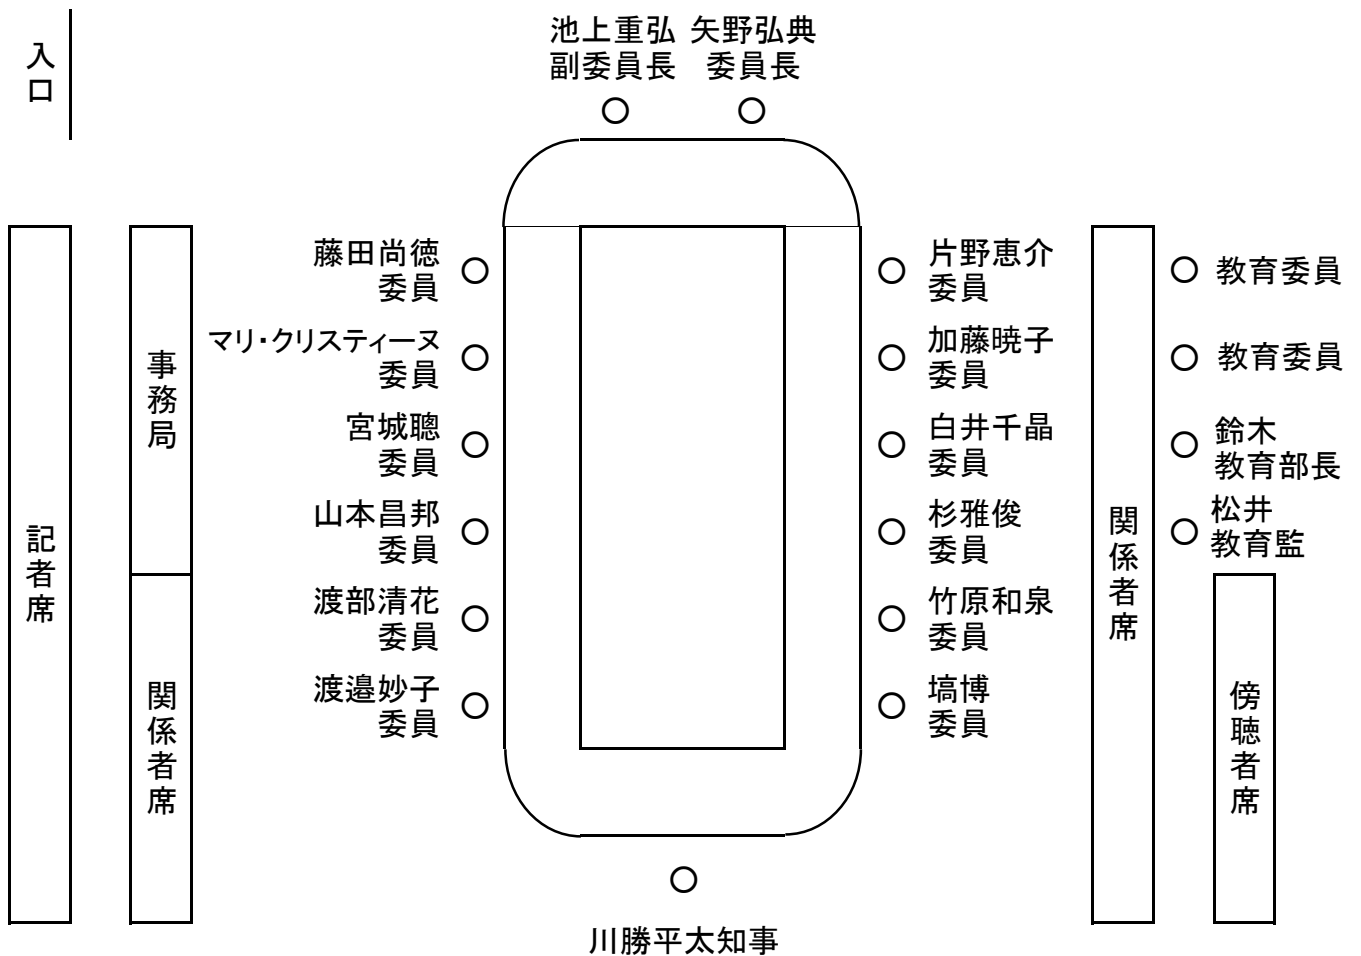 入口
池上重弘 矢野弘典
副委員長 委員長
藤田尚徳
委員
マリ・クリスティーヌ
委員
宮城聰
委員
山本昌邦
委員
渡部清花
委員
渡邉妙子
委員
片野恵介
委員
加藤暁子
委員
白井千晶
委員
杉雅俊
委員
竹原和泉
委員
塙博
委員
川勝平太知事
記者席
事務局
関係者席
関係者席
教育委員
教育委員
鈴木
教育部長
松井
教育監
傍聴者席